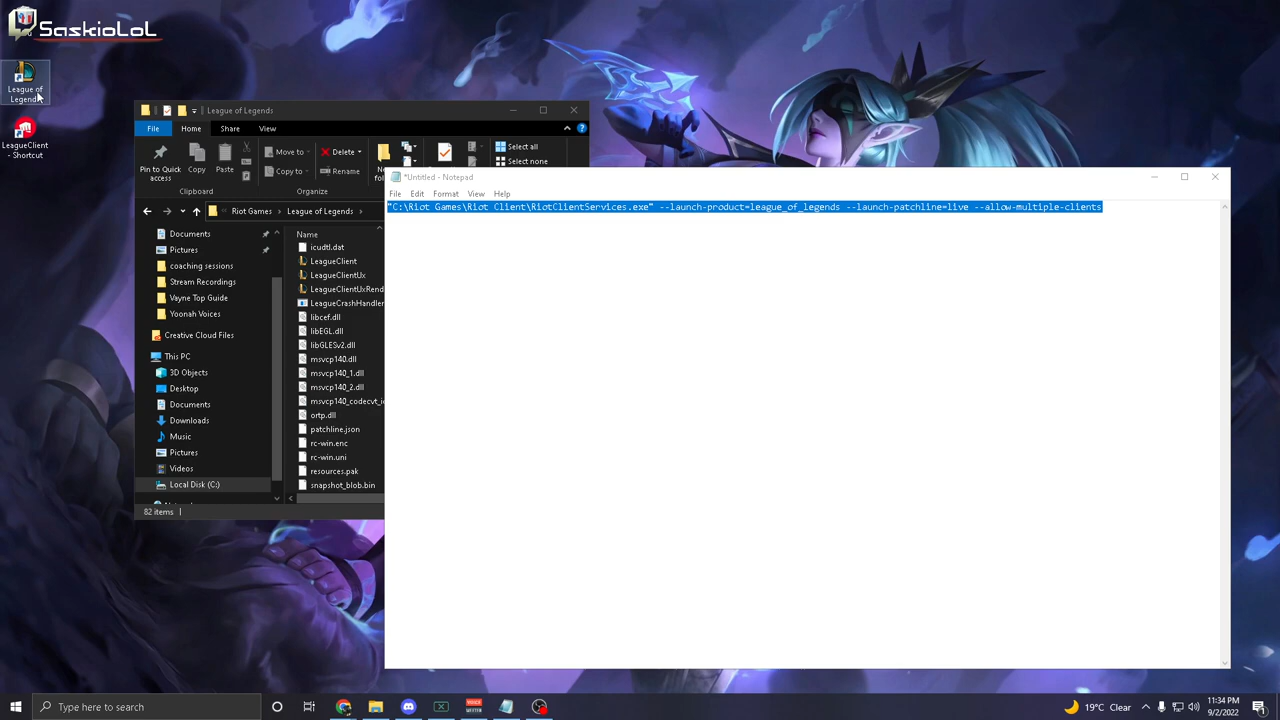 SaskioLoL
League of
Legends
LeagueClient
- Shortcut
League of Legends
File
Home
Share
View
Pin to Quick
access
Copy
Paste
Move to
Copy to
Delete
Rename
Select all
Select none
Clipboard
Organize
Riot Games
League of Legends
Documents
Pictures
coaching sessions
Stream Recordings
Vayne Top Guide
Yoonah Voices
Creative Cloud Files
This PC
3D Objects
Desktop
Documents
Downloads
Music
Pictures
Videos
Local Disk (C:)
Name
icudtl.dat
LeagueClient
LeagueClientUx
LeagueClientUxRend
LeagueCrashHandler
libcef.dll
libEGL.dll
libGLESv2.dll
msvcp140.dll
msvcp140_1.dll
msvcp140_2.dll
msvcp140_codecvt_i
ortp.dll
patchline.json
rc-win.enc
rc-win.uni
resources.pak
snapshot_blob.bin
82 items
*Untitled - Notepad
File Edit Format View Help
"C:\Riot Games\Riot Client\RiotClientServices.exe" --launch-product=league_of_legends --launch-patchline=live --allow-multiple-clients
Type here to search
19°C Clear
11:34 PM
9/2/2022